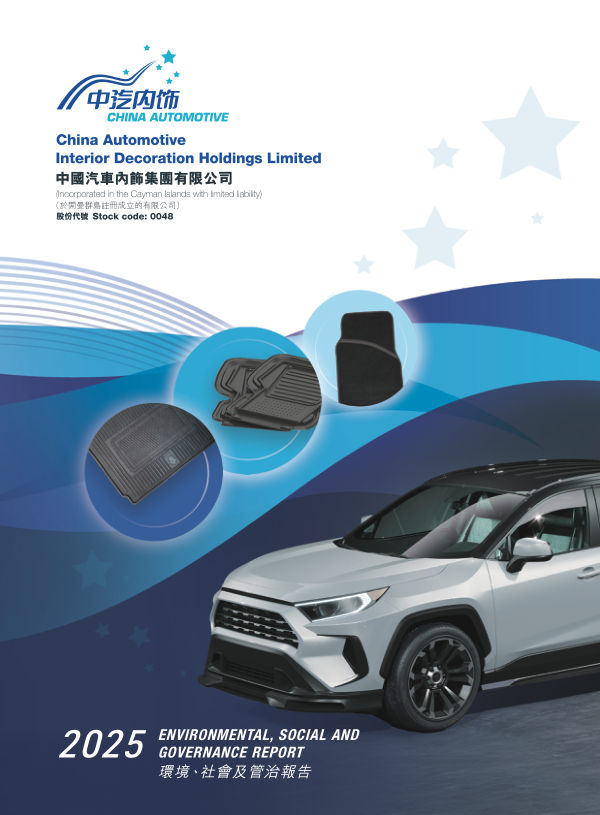 中汽内饰
CHINA AUTOMOTIVE
China Automotive
Interior Decoration Holdings Limited
中國汽車內飾集團有限公司
(Incorporated in the Cayman Islands with limited liability)
（於開曼群島註冊成立的有限公司）
股份代號 Stock code: 0048
2025 ENVIRONMENTAL, SOCIAL AND
GOVERNANCE REPORT
環境、社會及管治報告